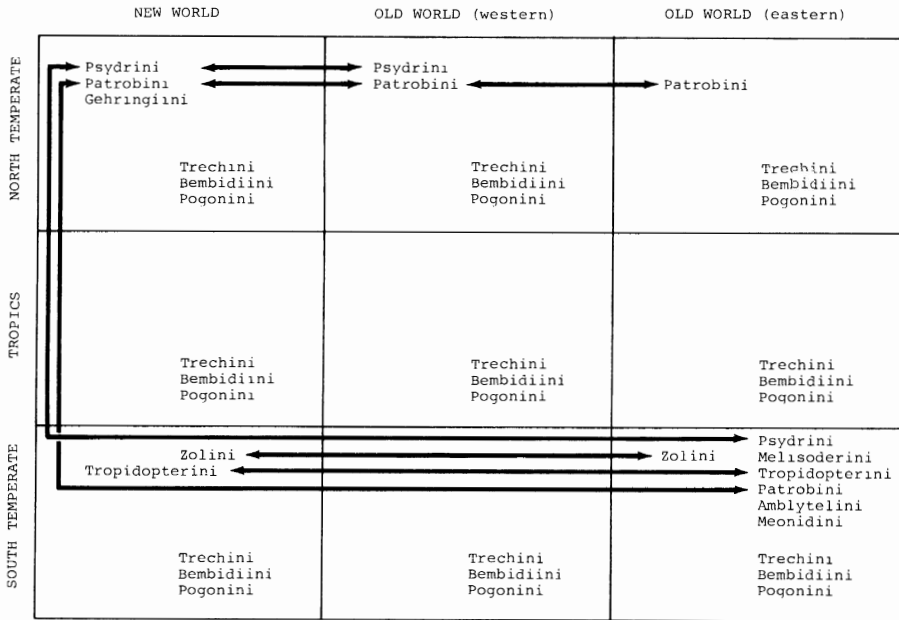 NEW WORLD
OLD WORLD (western)
OLD WORLD (eastern)
NORTH TEMPERATE
Psydrini
Psydrini
Patrobini
Patrobini
Patrobini
Gehringiini
Trechini
Trechini
Trechini
Bembidiini
Bembidiini
Bembidiini
Pogonini
Pogonini
Pogonini
TROPICS
Trechini
Trechini
Trechini
Bembidiini
Bembidiini
Bembidiini
Pogonini
Pogonini
Pogonini
SOUTH TEMPERATE
Psydrini
Zolini
Zolini
Melisoderini
Tropidopterini
Tropidopterini
Patrobini
Amblytelini
Meonidini
Trechini
Trechini
Trechini
Bembidiini
Bembidiini
Bembidiini
Pogonini
Pogonini
Pogonini